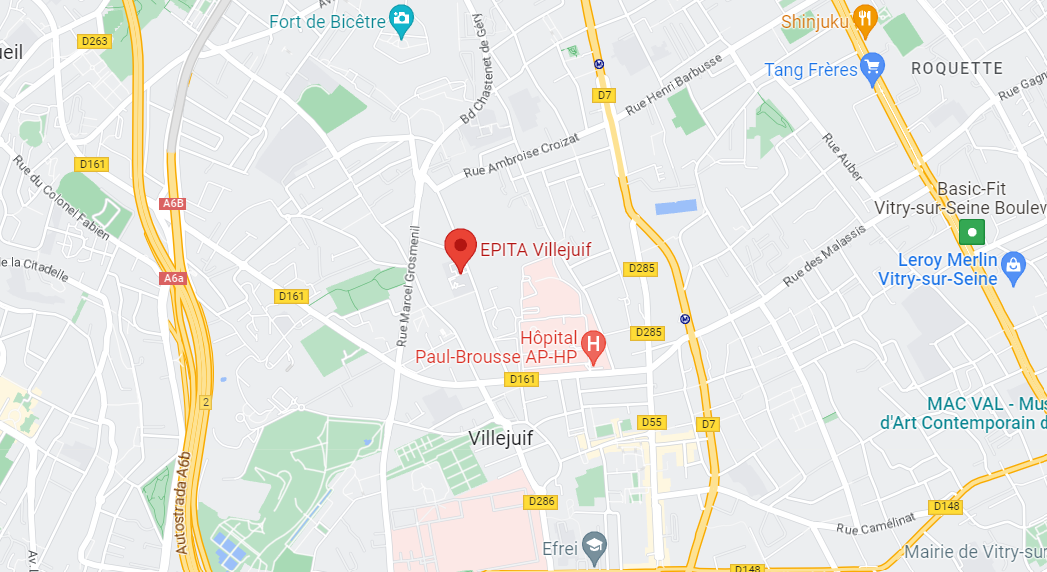 Fort de Bicêtre
Shinjuku
D263
ueil
Tang Frères
ROQUETTE
Bd Chastenet de Gery
D7
Rue Henri Barbusse
Rue Gagn
D161
Rue Ambroise Croizat
Rue Auber
Rue du Colonel Fabien
A6B
Basic-Fit
Vitry-sur-Seine Boulev
Rue Marcel Grosmenil
EPITA Villejuif
Rue des Malassis
Leroy Merlin
Vitry-sur-Seine
e la Citadelle
A6a
D285
D161
Hôpital
Paul-Brousse AP-HP
H
D285
D161
2
MAC VAL - Mus
d'Art Contemporain d
D55
D7
Villejuif
Autostrada A6b
D286
D148
Rue Camélinat
Efrei
Mairie de Vitry-sur
Av.
D148